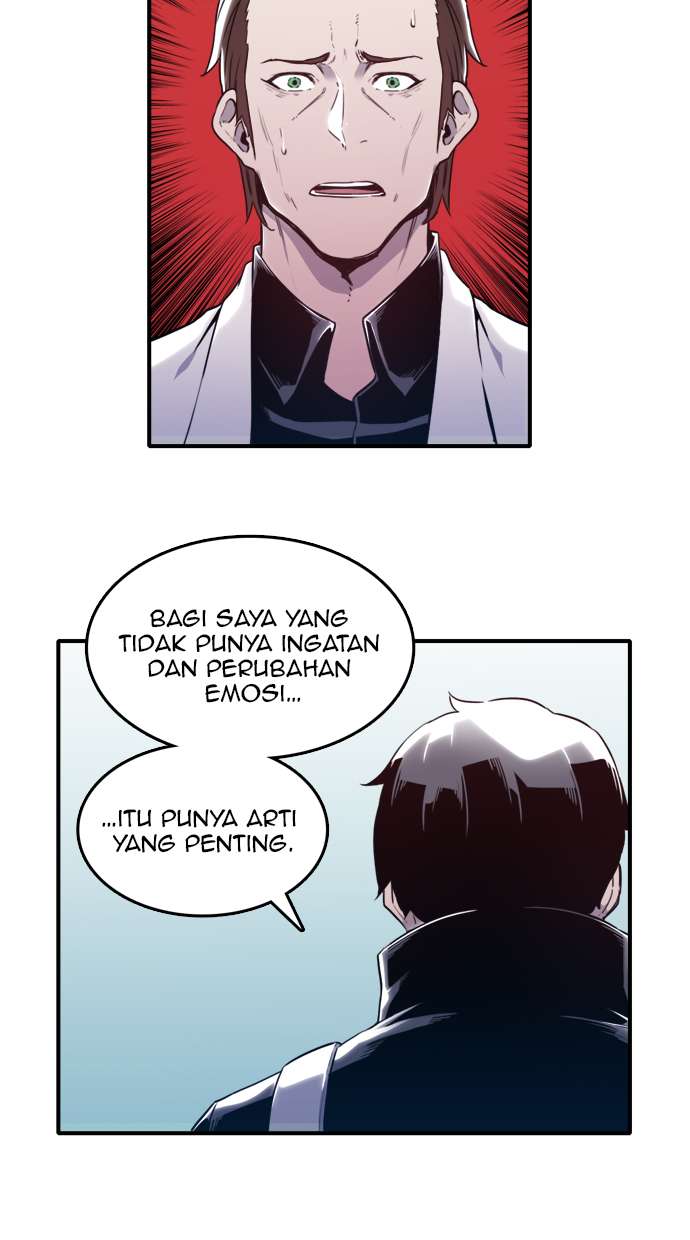 BAGI SAYA YANG
TIDAK PUNYA INGATAN
DAN PERUBAHAN
EMOSI...
...ITU PUNYA ARTI
YANG PENTING.